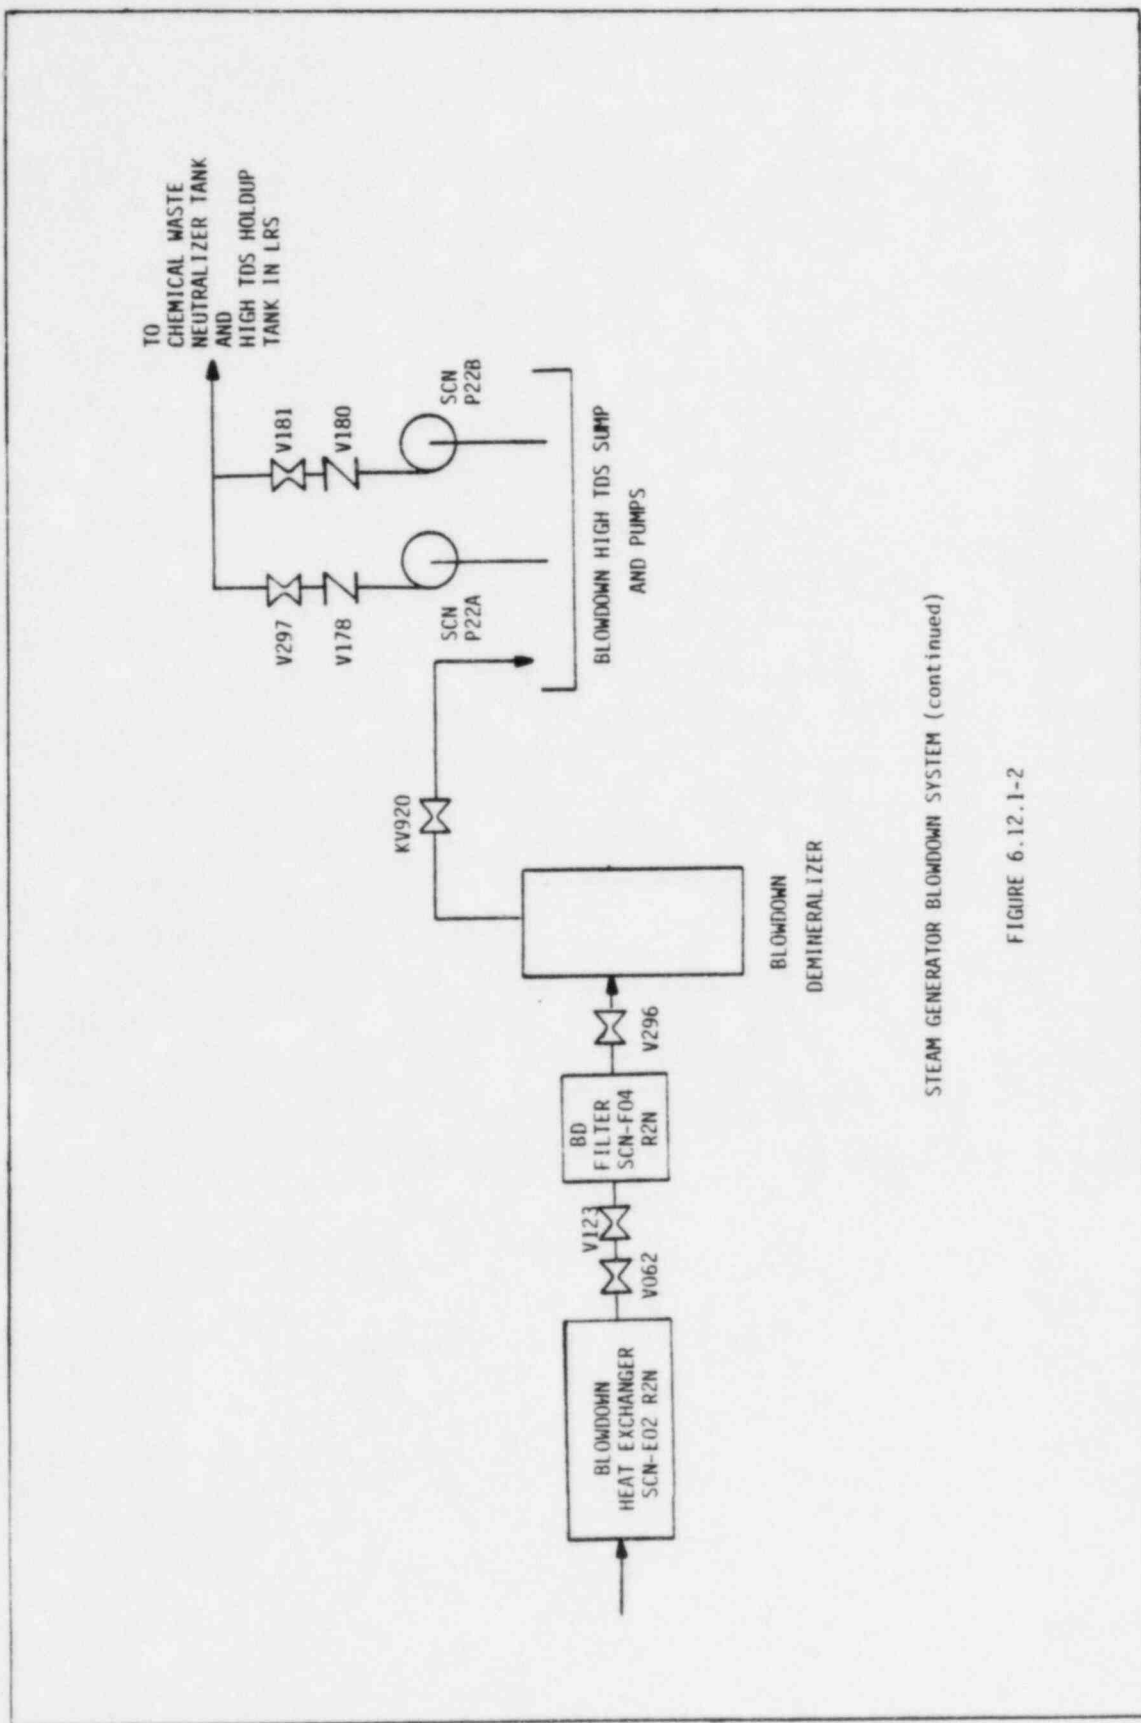 TO
CHEMICAL WASTE
NEUTRALIZER TANK
AND
HIGH TDS HOLDUP
TANK IN LRS
V297
V181
V178
V180
SCN
P22A
SCN
P22B
BLOWDOWN HIGH TDS SUMP
AND PUMPS
KV920
BLOWDOWN
HEAT EXCHANGER
SCN-E02 R2N
V062
V123
BD
FILTER
SCN-F04
R2N
V296
BLOWDOWN
DEMINERALIZER
STEAM GENERATOR BLOWDOWN SYSTEM (continued)
FIGURE 6.12.1-2